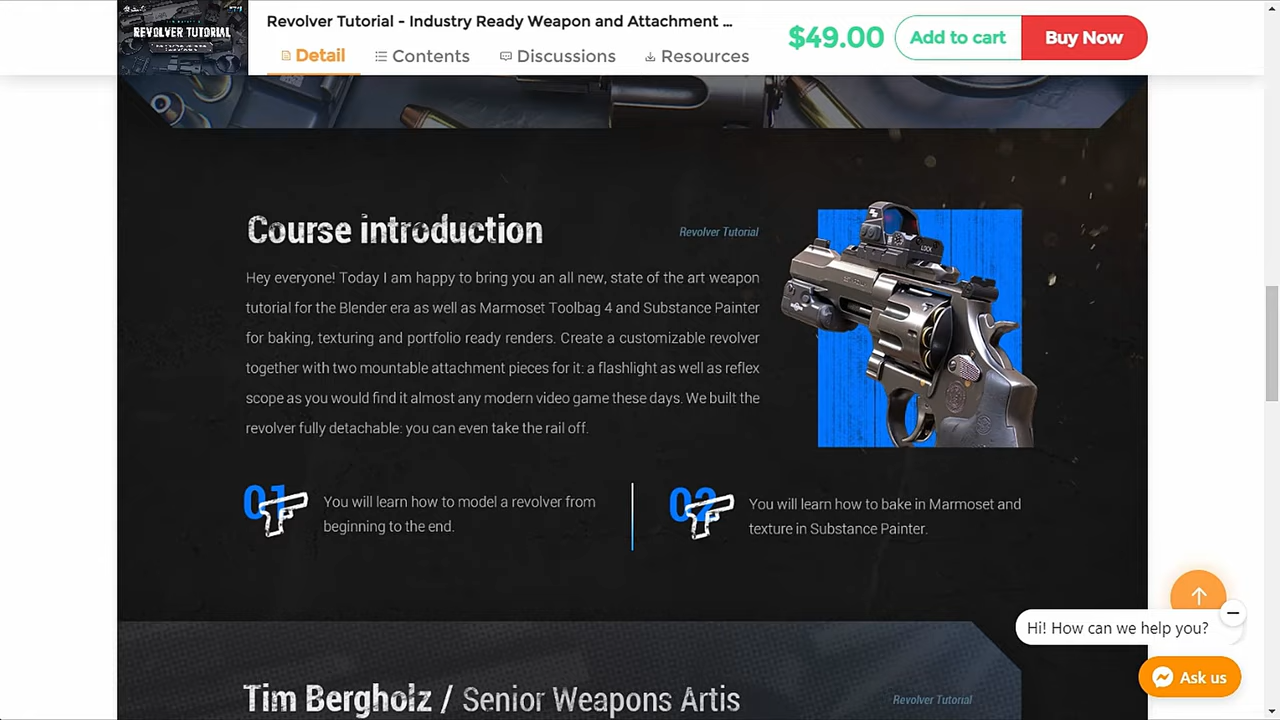 REVOLVER TUTORIAL
Revolver Tutorial - Industry Ready Weapon and Attachment ...
Detail
Contents
Discussions
Resources
$49.00
Add to cart
Buy Now
Course introduction
Revolver Tutorial
Hey everyone! Today I am happy to bring you an all new, state of the art weapon
tutorial for the Blender era as well as Marmoset Toolbag 4 and Substance Painter
for baking, texturing and portfolio ready renders. Create a customizable revolver
together with two mountable attachment pieces for it: a flashlight as well as reflex
scope as you would find it almost any modern video game these days. We built the
revolver fully detachable: you can even take the rail off.
LOCK
01
You will learn how to model a revolver from
beginning to the end.
02
You will learn how to bake in Marmoset and
texture in Substance Painter.
Hi! How can we help you?
Ask us
Tim Bergholz / Senior Weapons Artis
Revolver Tutorial